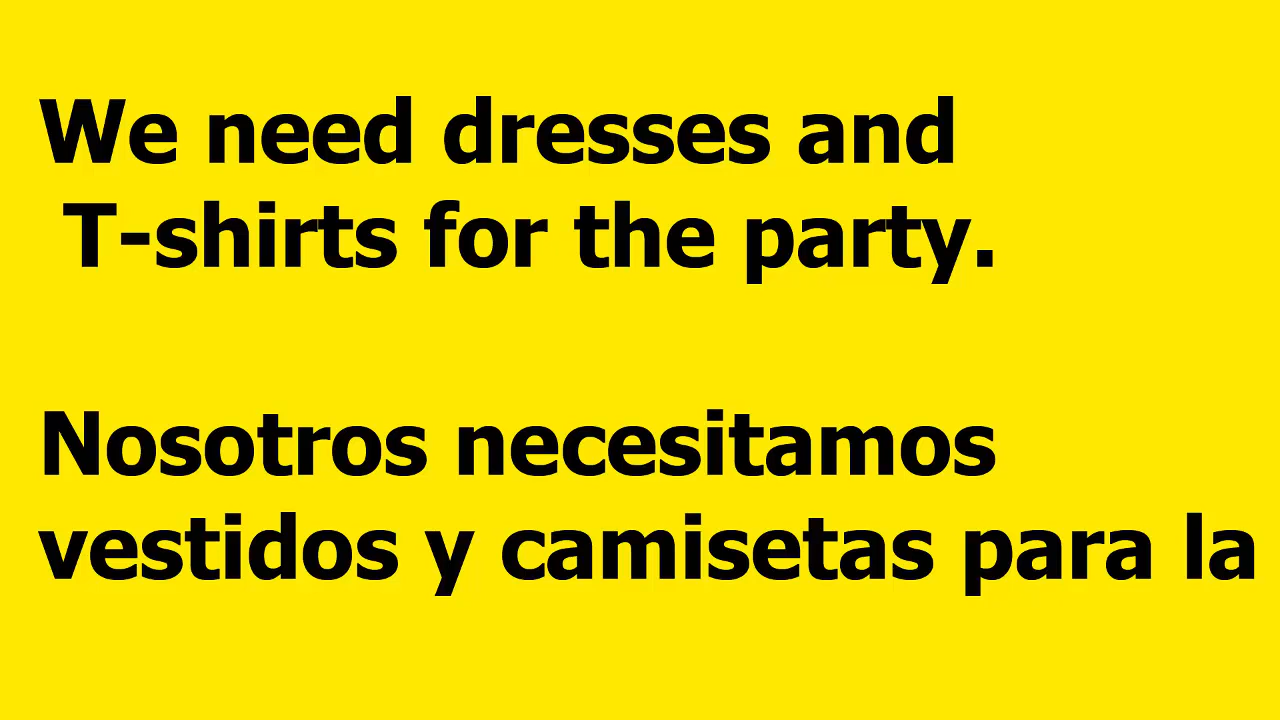 We need dresses and
T-shirts for the party.
Nosotros necesitamos
vestidos y camisetas para la